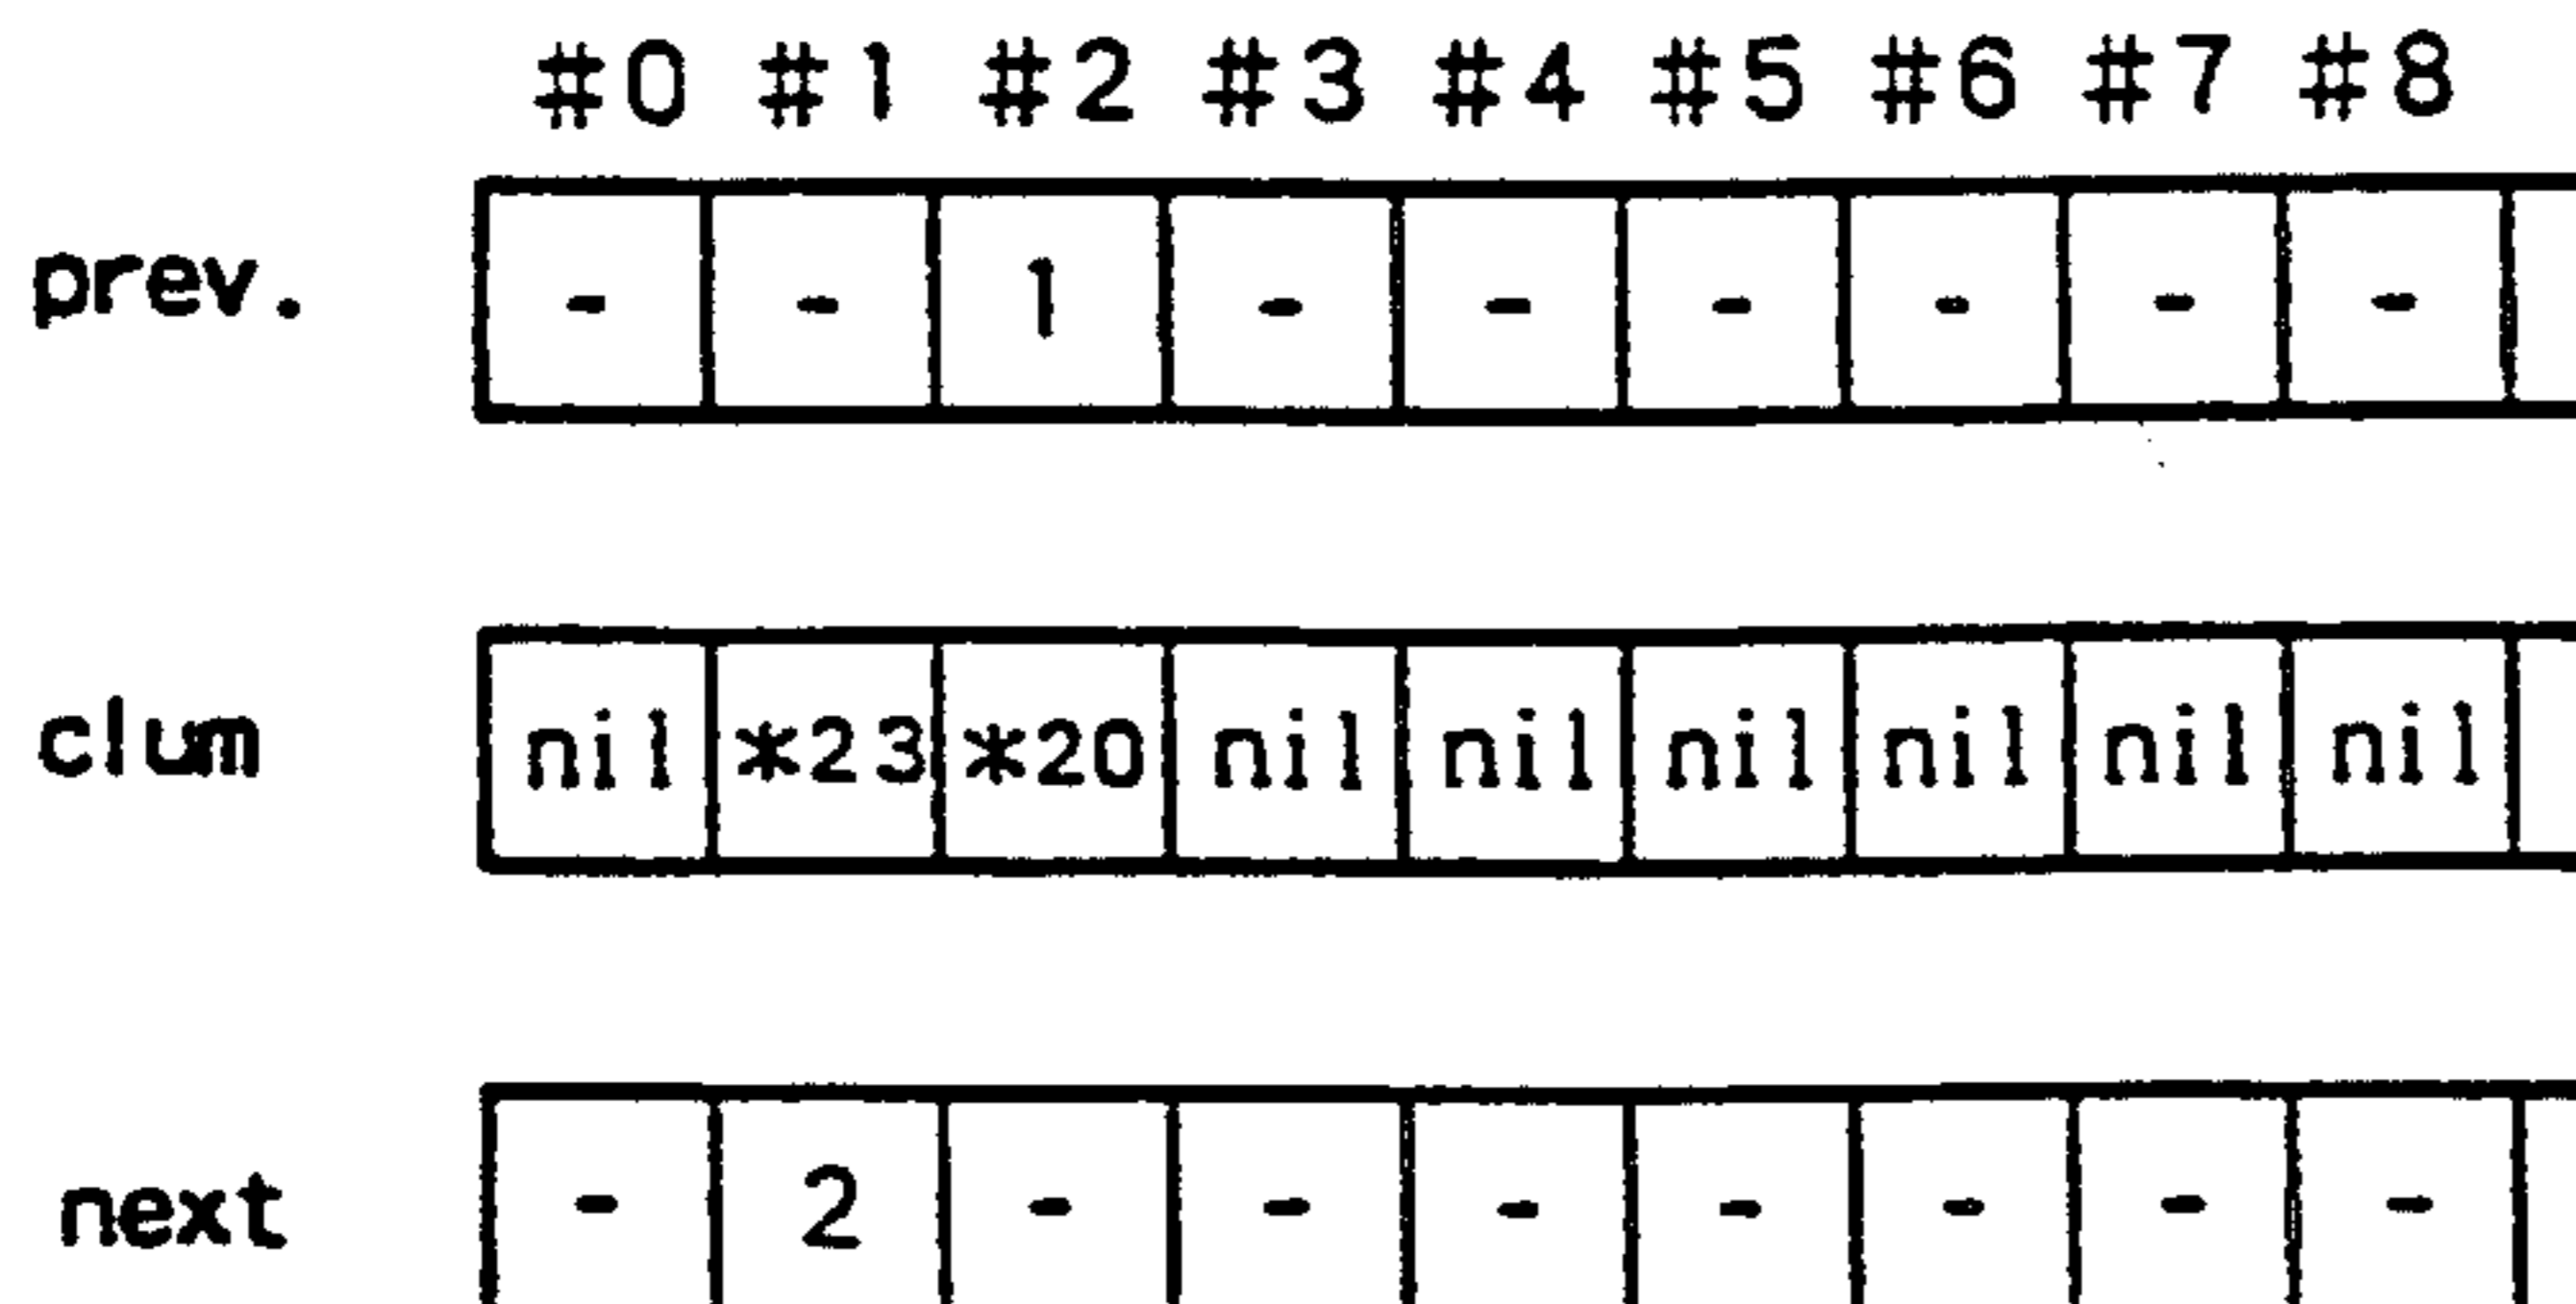 #0 #1 #2 #3 #4 #5 #6 #7 #8
prev. - - 1 - - - - - -
clum nil *23 *20 nil nil nil nil nil nil
next - 2 - - - - - - -